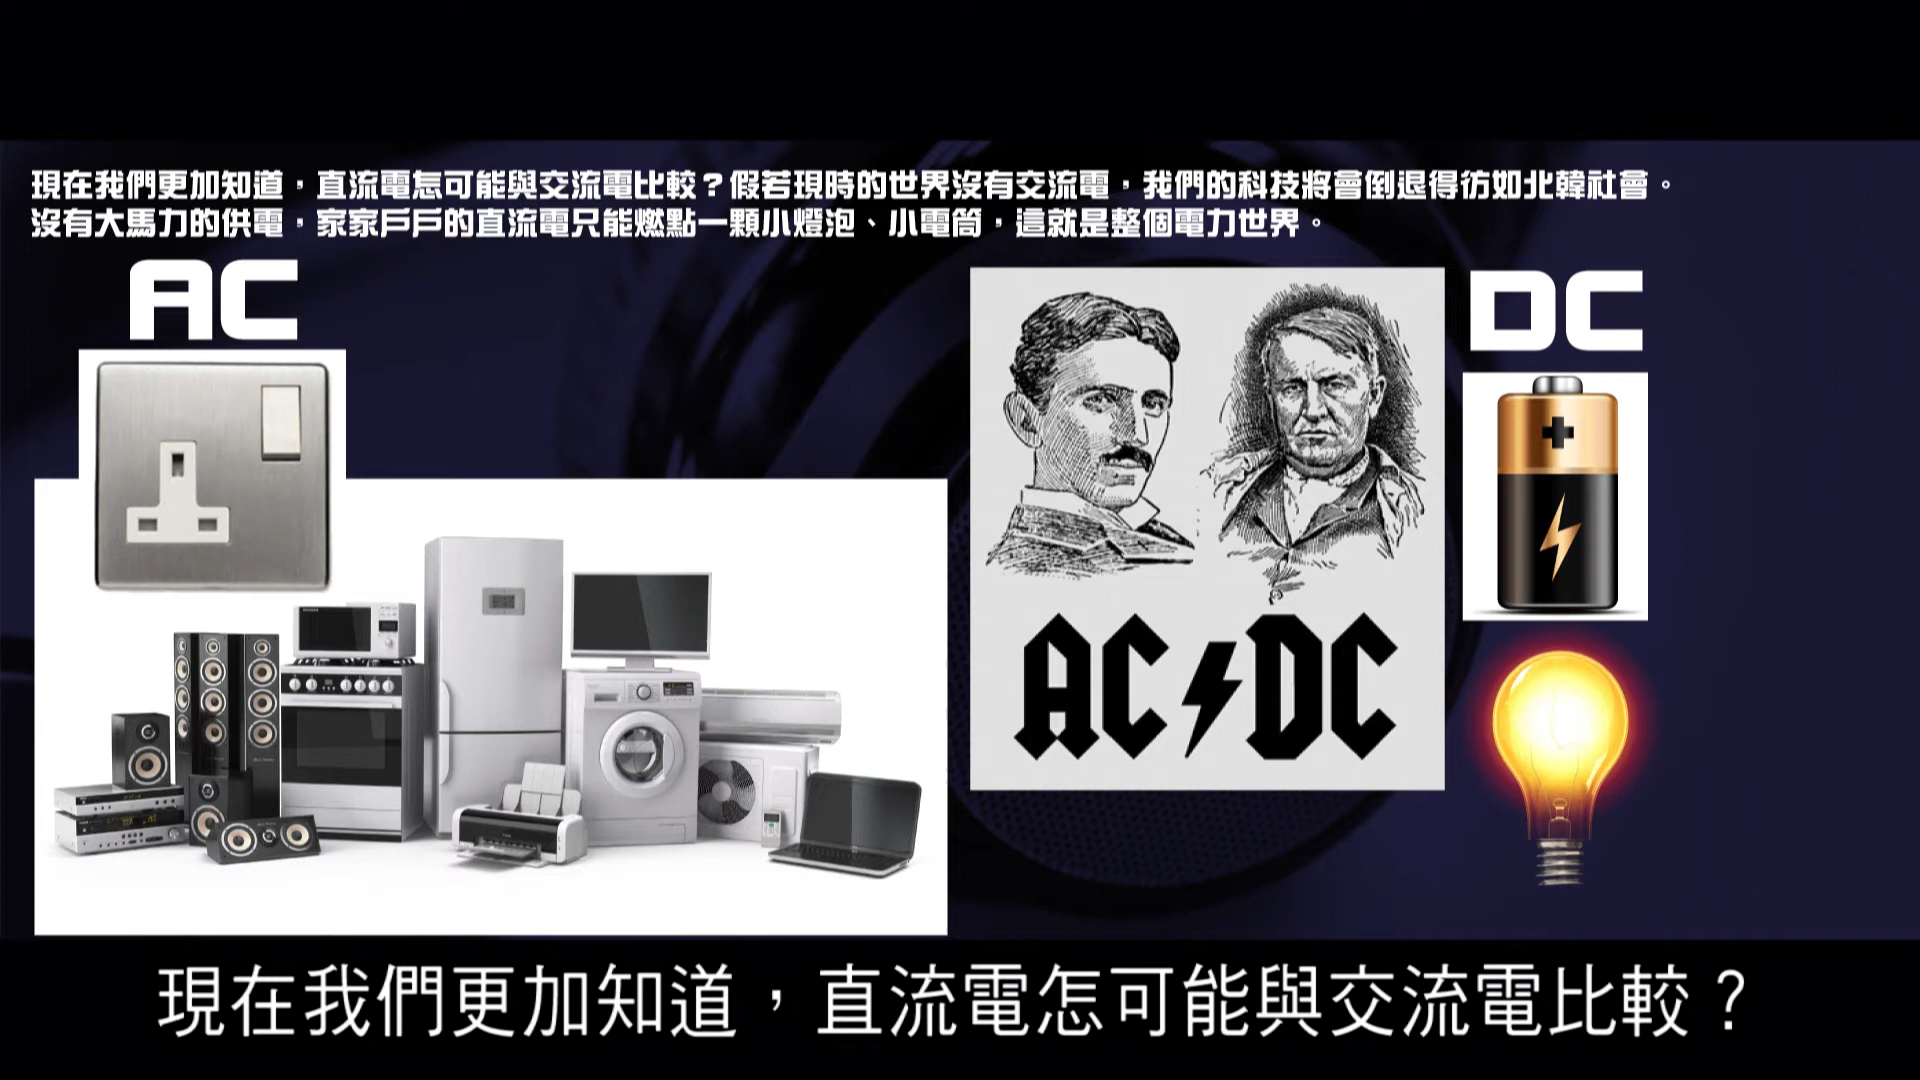 現在我們更加知道，直流電怎可能與交流電比較？假若現時的世界沒有交流電，我們的科技將會倒退得彷如北韓社會。
沒有大馬力的供電，家家戶戶的直流電只能燃點一顆小燈泡、小電筒，這就是整個電力世界。
AC
DC
AC DC
現在我們更加知道，直流電怎可能與交流電比較？